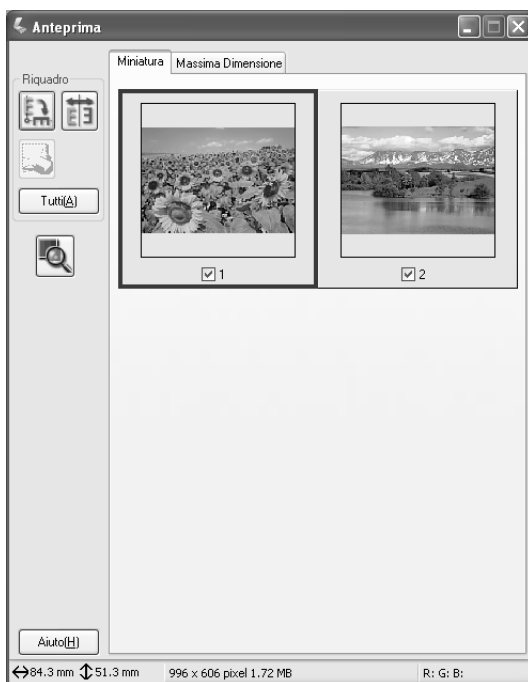 Anteprima
Miniatura Massima Dimensione
Riquadro
Tutti(A)
1 2
Aiuto(H)
84.3 mm 51.3 mm 996 x 606 pixel 1.72 MB R: G: B: